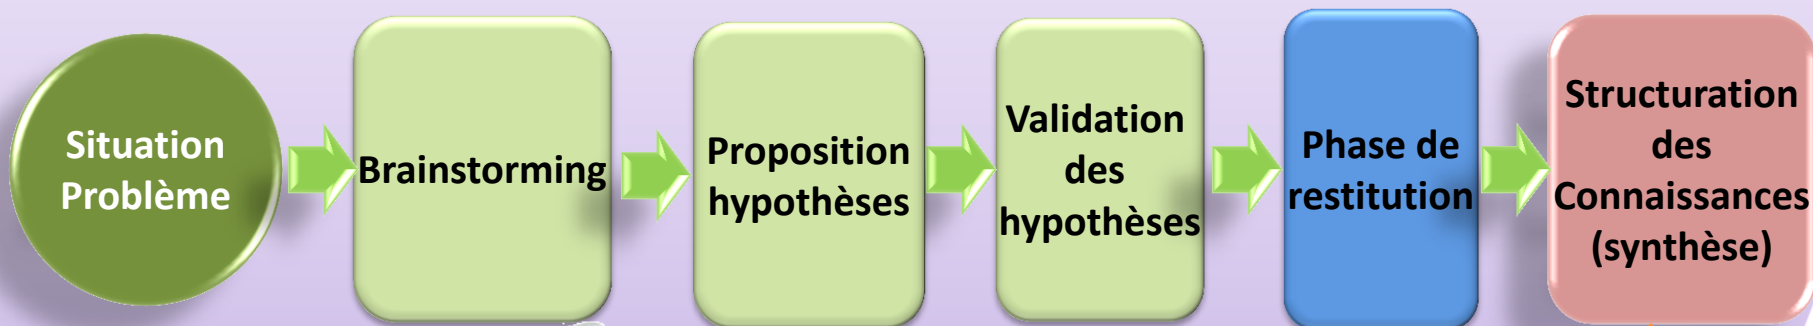 Situation
Problème
Brainstorming
Proposition
hypothèses
Validation
des
hypothèses
Phase de
restitution
Structuration
des
Connaissances
(synthèse)